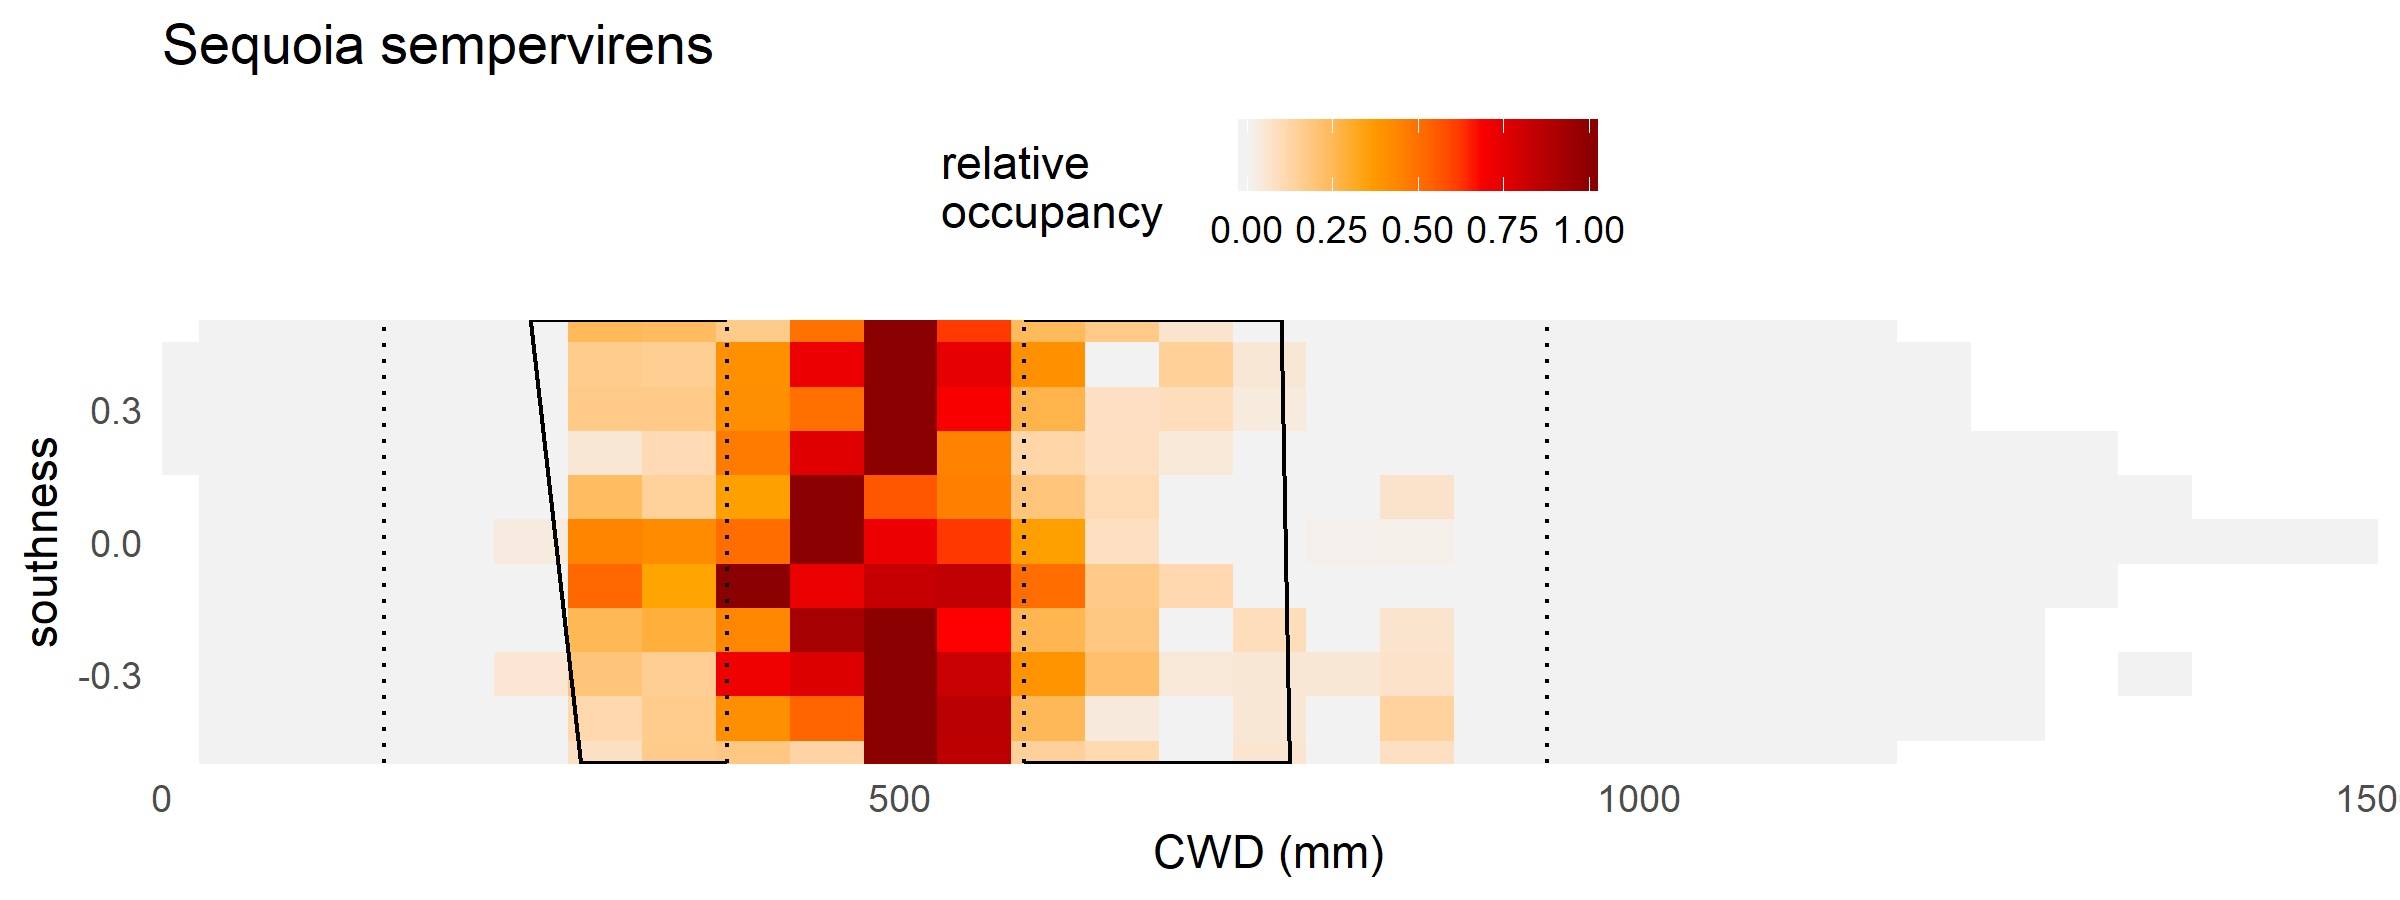 Sequoia sempervirens
relative
occupancy
0.00 0.25 0.50 0.75 1.00
0.3
0.0
-0.3
southness
0 500 1000 150
CWD (mm)